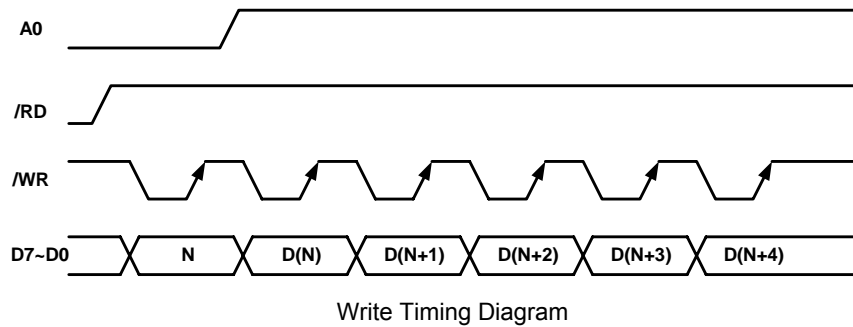 A0
/RD
/WR
D7~D0 N D(N) D(N+1) D(N+2) D(N+3) D(N+4)
Write Timing Diagram